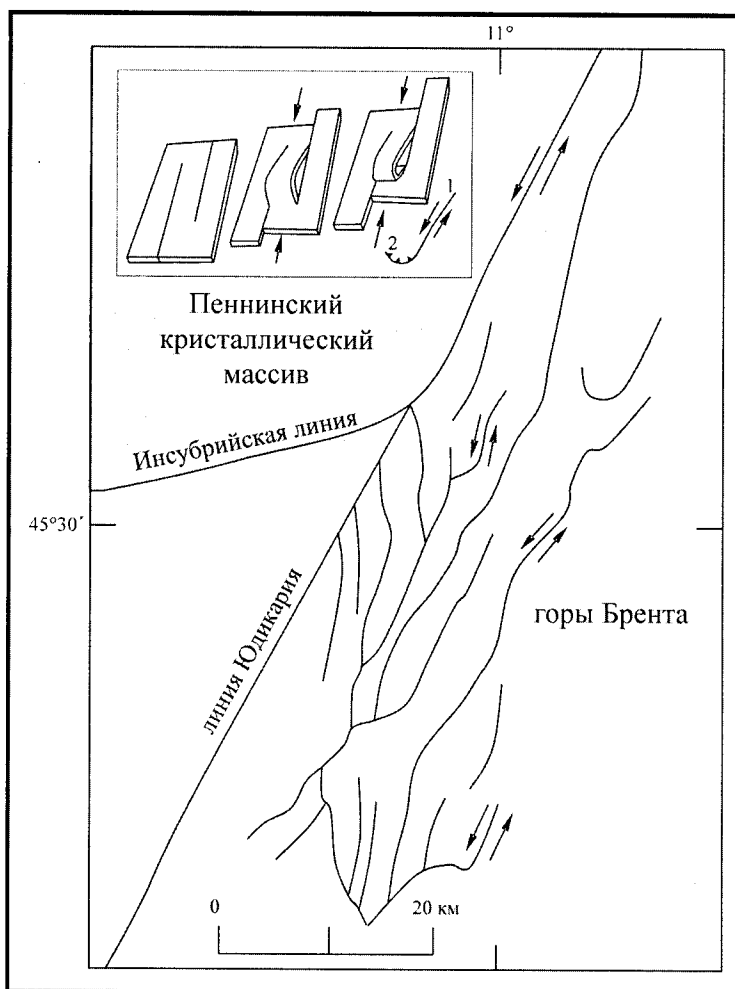 11°
1
2
Пеннинский
кристаллический
массив
Инсубрийская линия
45°30′
линия Юдикария
горы Брента
0
20 км